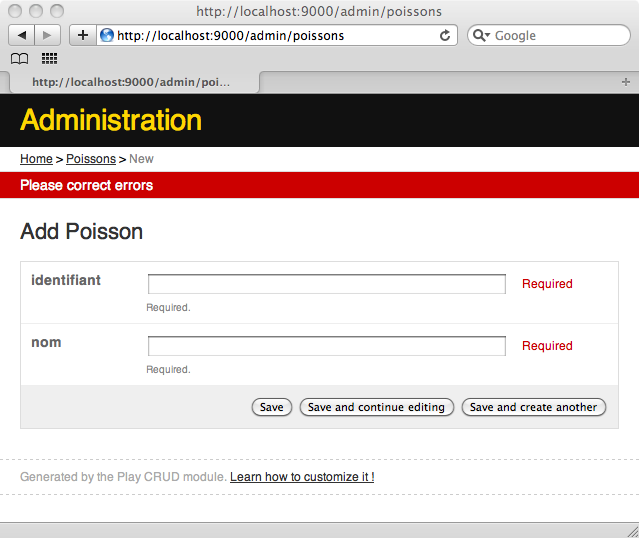 http://localhost:9000/admin/poissons
http://localhost:9000/admin/poissons
Google
http://localhost:9000/admin/poi...
Administration
Home > Poissons > New
Please correct errors
Add Poisson
identifiant Required
Required.
nom Required
Required.
Save Save and continue editing Save and create another
Generated by the Play CRUD module. Learn how to customize it !